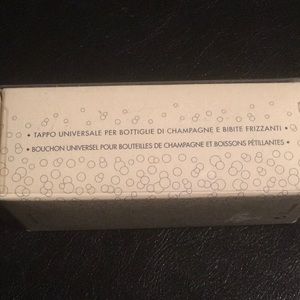 • TAPPO UNIVERSALE PER BOTTIGLIE DI CHAMPAGNE E BIBITE FRIZZANTI •
• BOUCHON UNIVERSEL POUR BOUTEILLES DE CHAMPAGNE ET BOISSONS PÉTILLANTES •